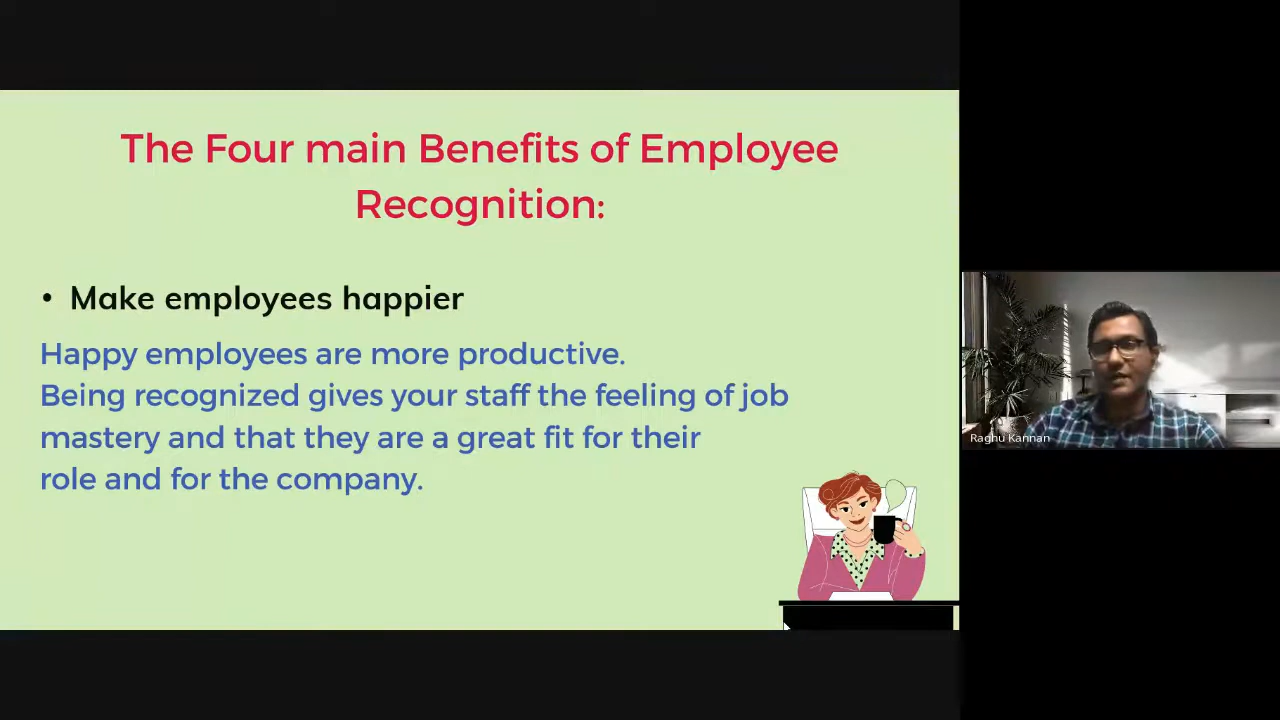 The Four main Benefits of Employee
Recognition:
• Make employees happier
Happy employees are more productive.
Being recognized gives your staff the feeling of job
mastery and that they are a great fit for their
role and for the company.
Raghu Kannan